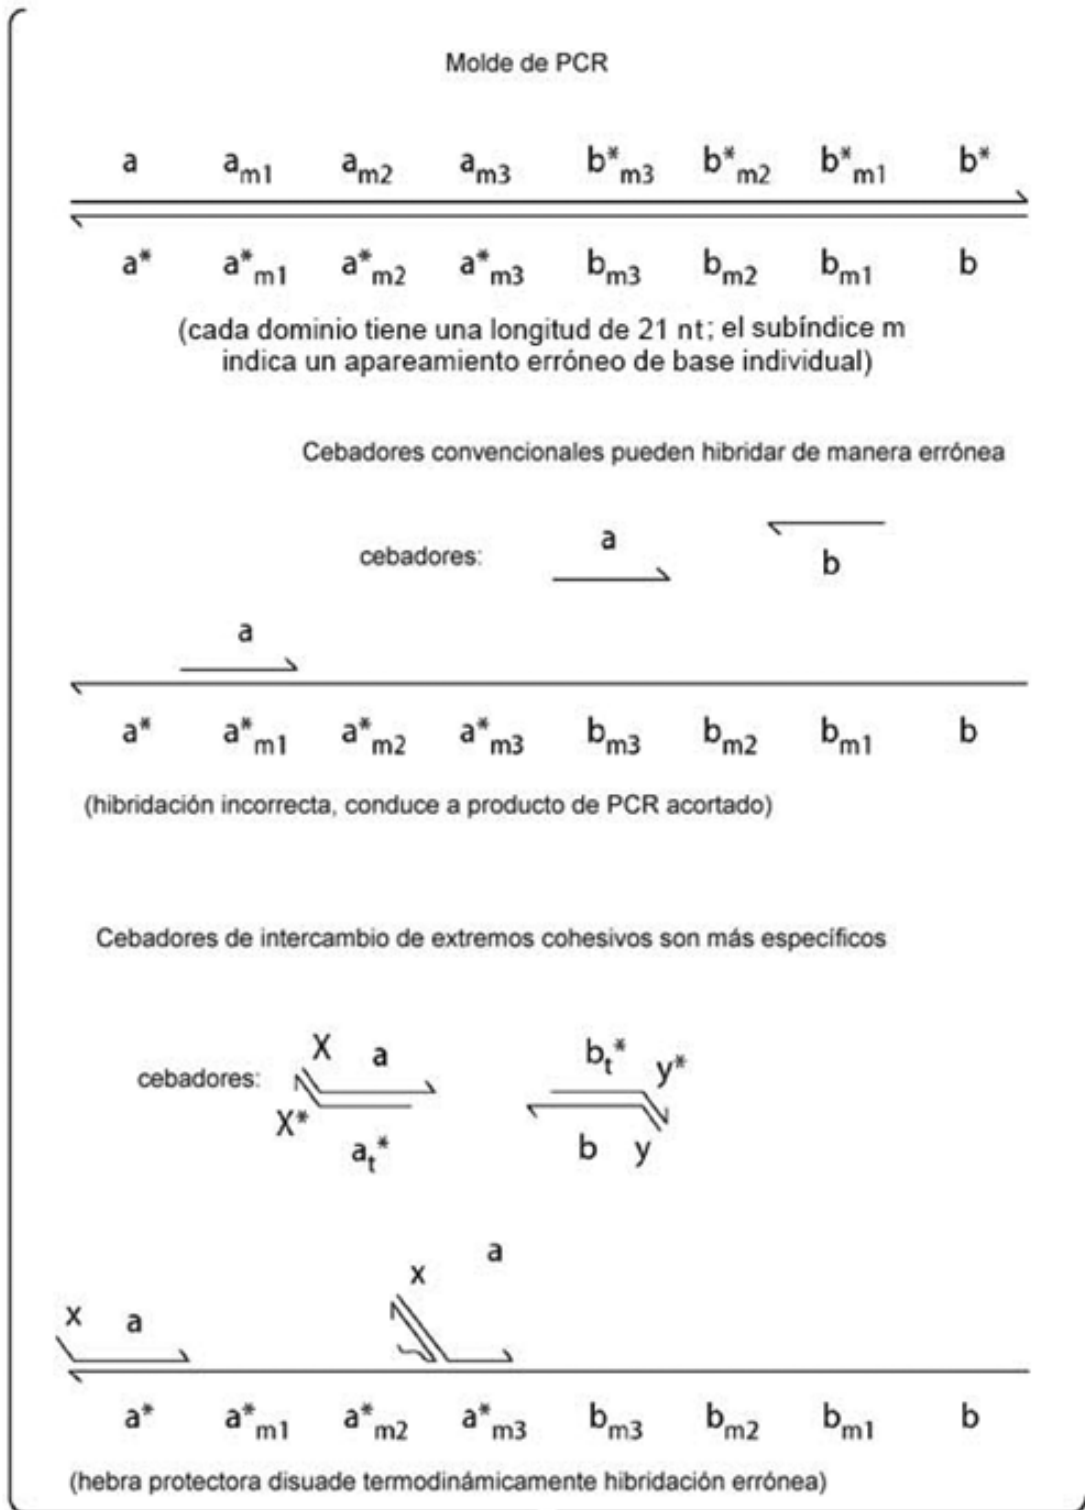 Molde de PCR
a a_m1 a_m2 a_m3 b*_m3 b*_m2 b*_m1 b*
a* a*_m1 a*_m2 a*_m3 b_m3 b_m2 b_m1 b
(cada dominio tiene una longitud de 21 nt; el subíndice m
indica un apareamiento erróneo de base individual)
Cebadores convencionales pueden hibridar de manera errónea
cebadores: a b
a
a* a*_m1 a*_m2 a*_m3 b_m3 b_m2 b_m1 b
(hibridación incorrecta, conduce a producto de PCR acortado)
Cebadores de intercambio de extremos cohesivos son más específicos
X a b_t* y*
cebadores:
X* a_t* b y
x a x a
a* a*_m1 a*_m2 a*_m3 b_m3 b_m2 b_m1 b
(hebra protectora disuade termodinámicamente hibridación errónea)